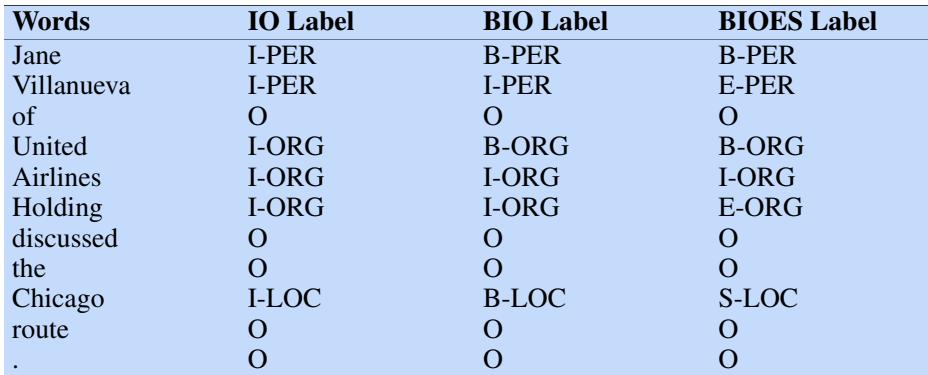 Words IO Label BIO Label BIOES Label
Jane I-PER B-PER B-PER
Villanueva I-PER I-PER E-PER
of O O O
United I-ORG B-ORG B-ORG
Airlines I-ORG I-ORG I-ORG
Holding I-ORG I-ORG E-ORG
discussed O O O
the O O O
Chicago I-LOC B-LOC S-LOC
route O O O
. O O O